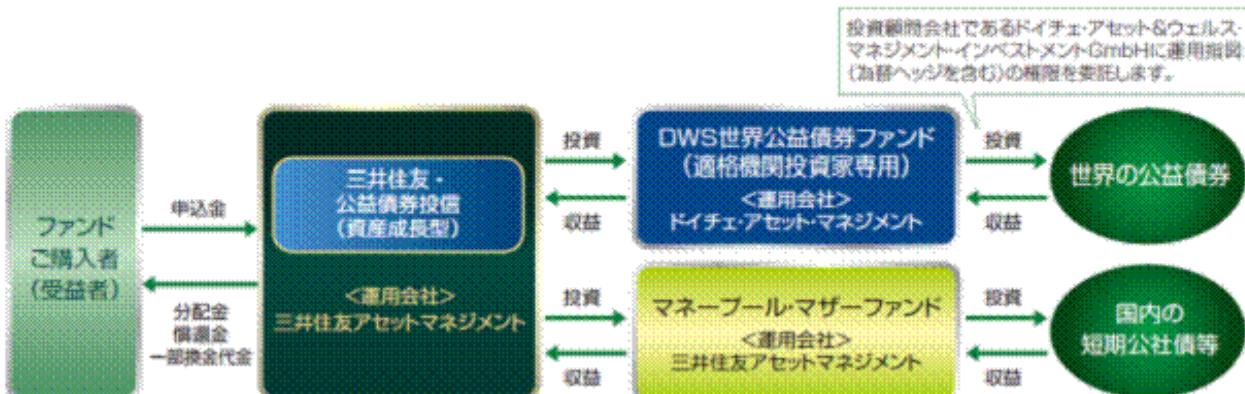 投資顧問会社であるドイチェ・アセット&ウェルス・
マネジメント・インベストメントGmbHに運用指図
(為替ヘッジを含む)の権限を委託します。
ファンド
ご購入者
(受益者)
申込金
分配金
償還金
一部換金代金
三井住友・
公益債券投信
(資産成長型)
<運用会社>
三井住友アセットマネジメント
投資
収益
投資
収益
DWS世界公益債券ファンド
(適格機関投資家専用)
<運用会社>
ドイチェ・アセット・マネジメント
マネープール・マザーファンド
<運用会社>
三井住友アセットマネジメント
投資
収益
投資
収益
世界の公益債券
国内の
短期公社債等